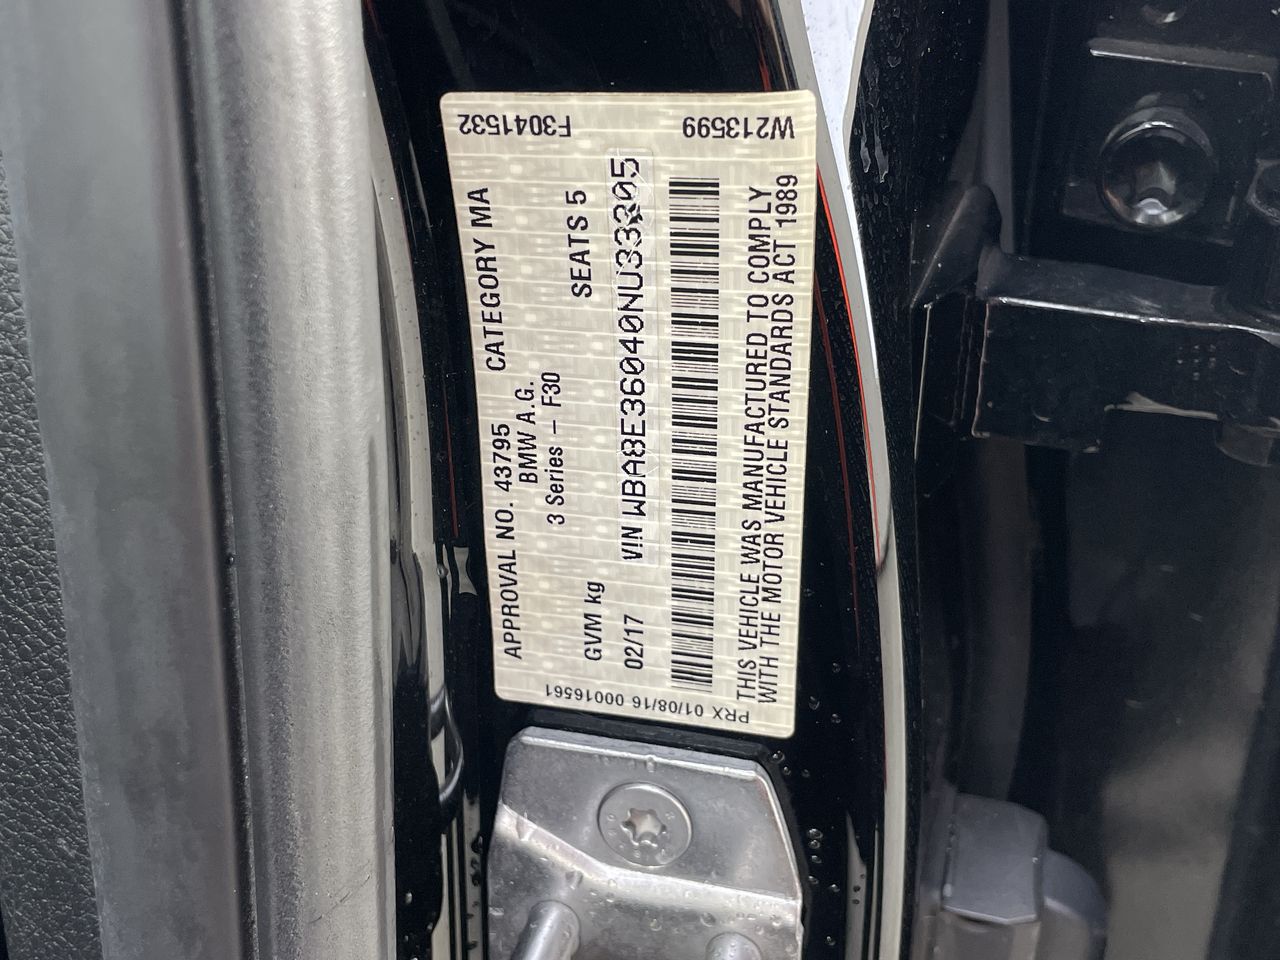 F3041532
W213599
APPROVAL NO. 43795 CATEGORY MA
BMW A.G.
3 Series – F30
GVM kg SEATS 5
02/17 VIN WBA8E36040NU33205
THIS VEHICLE WAS MANUFACTURED TO COMPLY
WITH THE MOTOR VEHICLE STANDARDS ACT 1989
PRX 01/08/16 00016561